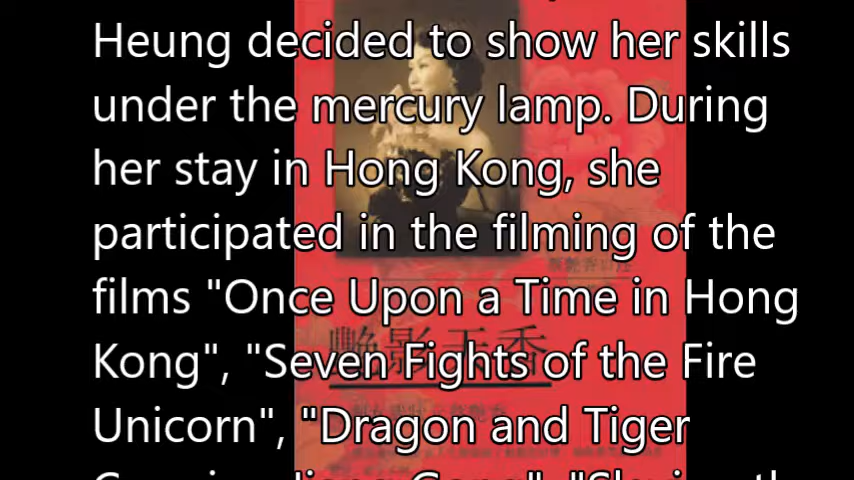 Heung decided to show her skills
under the mercury lamp. During
her stay in Hong Kong, she
participated in the filming of the
films "Once Upon a Time in Hong
Kong", "Seven Fights of the Fire
Unicorn", "Dragon and Tiger